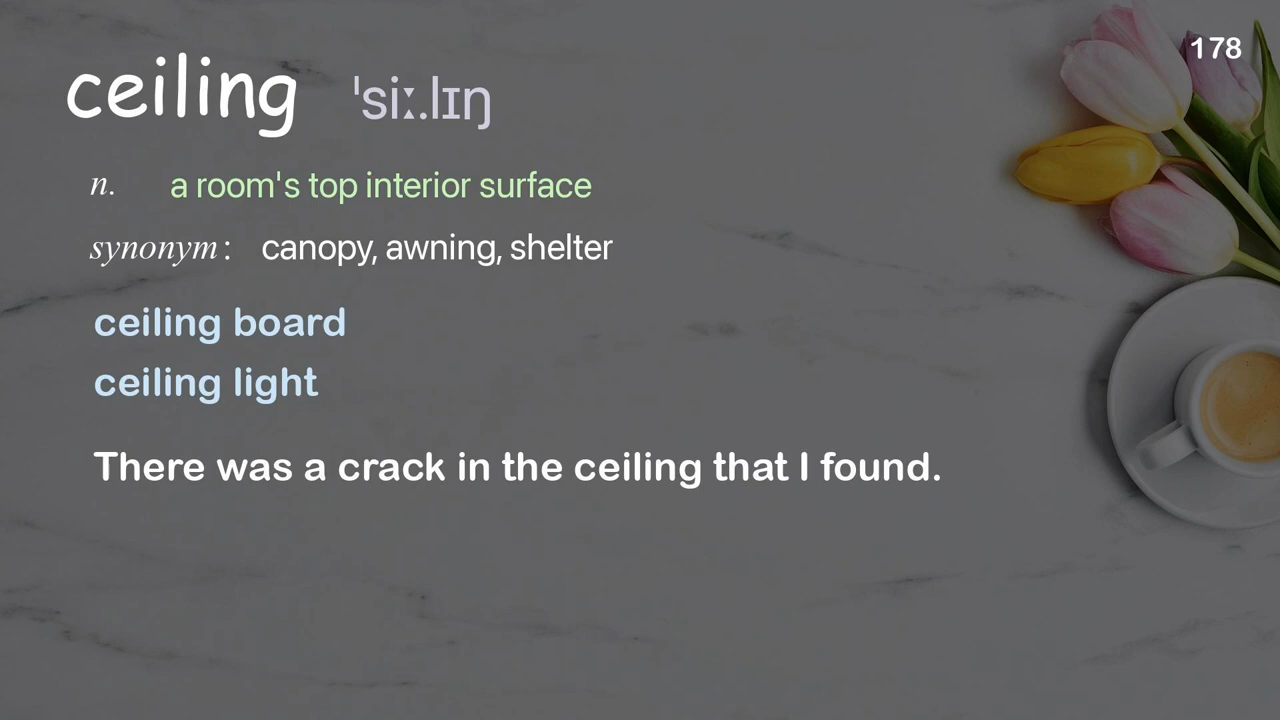 178
ceiling ˈsiː.lɪŋ
n. a room's top interior surface
synonym: canopy, awning, shelter
ceiling board
ceiling light
There was a crack in the ceiling that I found.